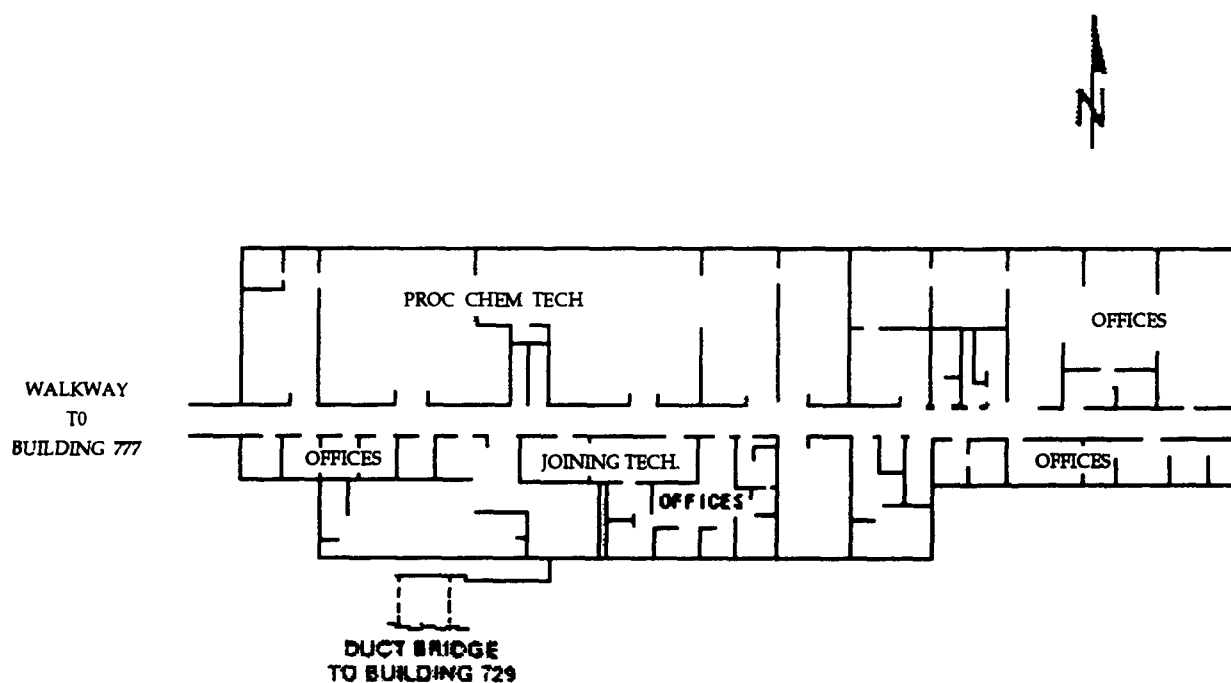 N
PROC CHEM TECH
OFFICES
WALKWAY
TO
BUILDING 777
OFFICES
JOINING TECH.
OFFICES
OFFICES
DUCT BRIDGE
TO BUILDING 729